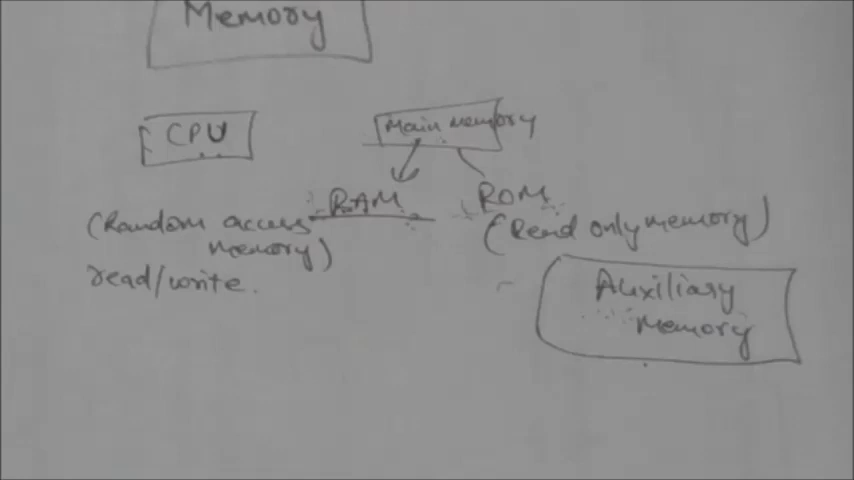 Memory
CPU
Main memory
RAM
ROM
(Random access
memory)
read/write.
(Read only memory)
Auxiliary
Memory